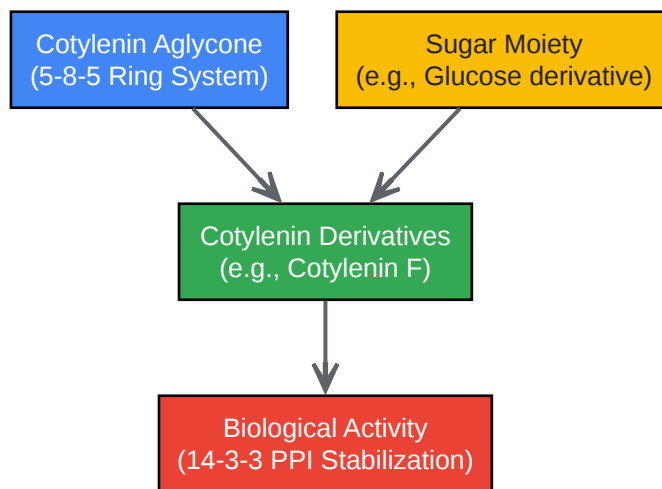 Cotylenin Aglycone
(5-8-5 Ring System)
Sugar Moiety
(e.g., Glucose derivative)
Cotylenin Derivatives
(e.g., Cotylenin F)
Biological Activity
(14-3-3 PPI Stabilization)